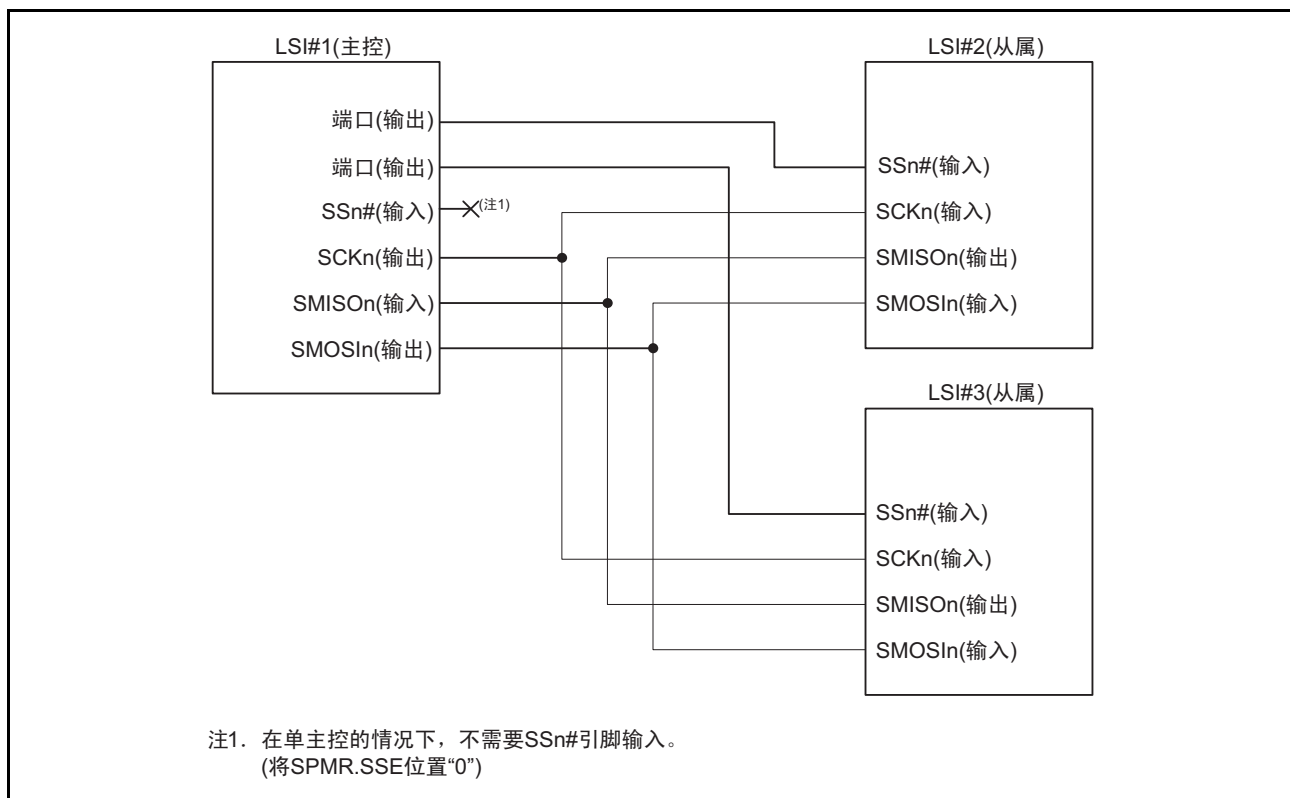 LSI#1(主控)
端口(输出)
端口(输出)
SSn#(输入)
(注1)
SCKn(输出)
SMISOn(输入)
SMOSIn(输出)
LSI#2(从属)
SSn#(输入)
SCKn(输入)
SMISOn(输出)
SMOSIn(输入)
LSI#3(从属)
SSn#(输入)
SCKn(输入)
SMISOn(输出)
SMOSIn(输入)
注1. 在单主控的情况下，不需要SSn#引脚输入。
(将SPMR.SSE位置“0”)